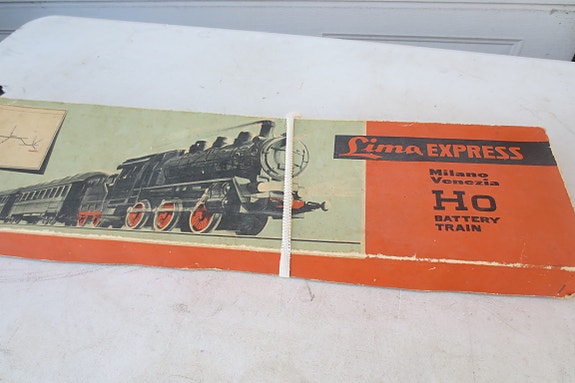 Lima EXPRESS
Milano
Venezia
HO
BATTERY
TRAIN